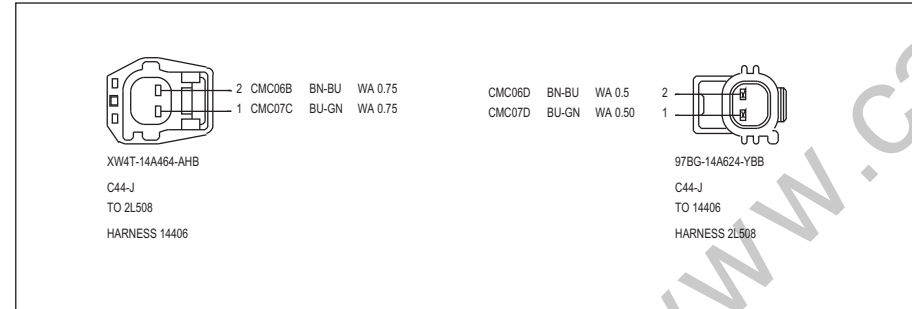 2 CMC06B BN-BU WA 0.75
1 CMC07C BU-GN WA 0.75
XW4T-14A464-AHB
C44-J
TO 2L508
HARNESS 14406
CMC06D BN-BU WA 0.5 2
CMC07D BU-GN WA 0.50 1
97BG-14A624-YBB
C44-J
TO 14406
HARNESS 2L508
www.c